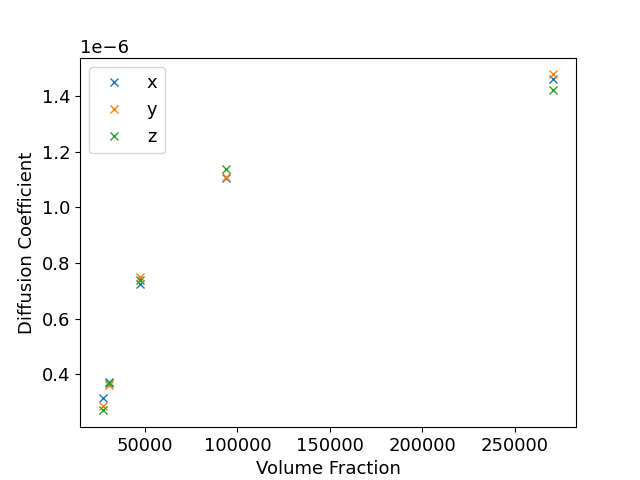 1e−6
x
y
z
1.4
1.2
1.0
0.8
0.6
0.4
Diffusion Coefficient
50000 100000 150000 200000 250000
Volume Fraction